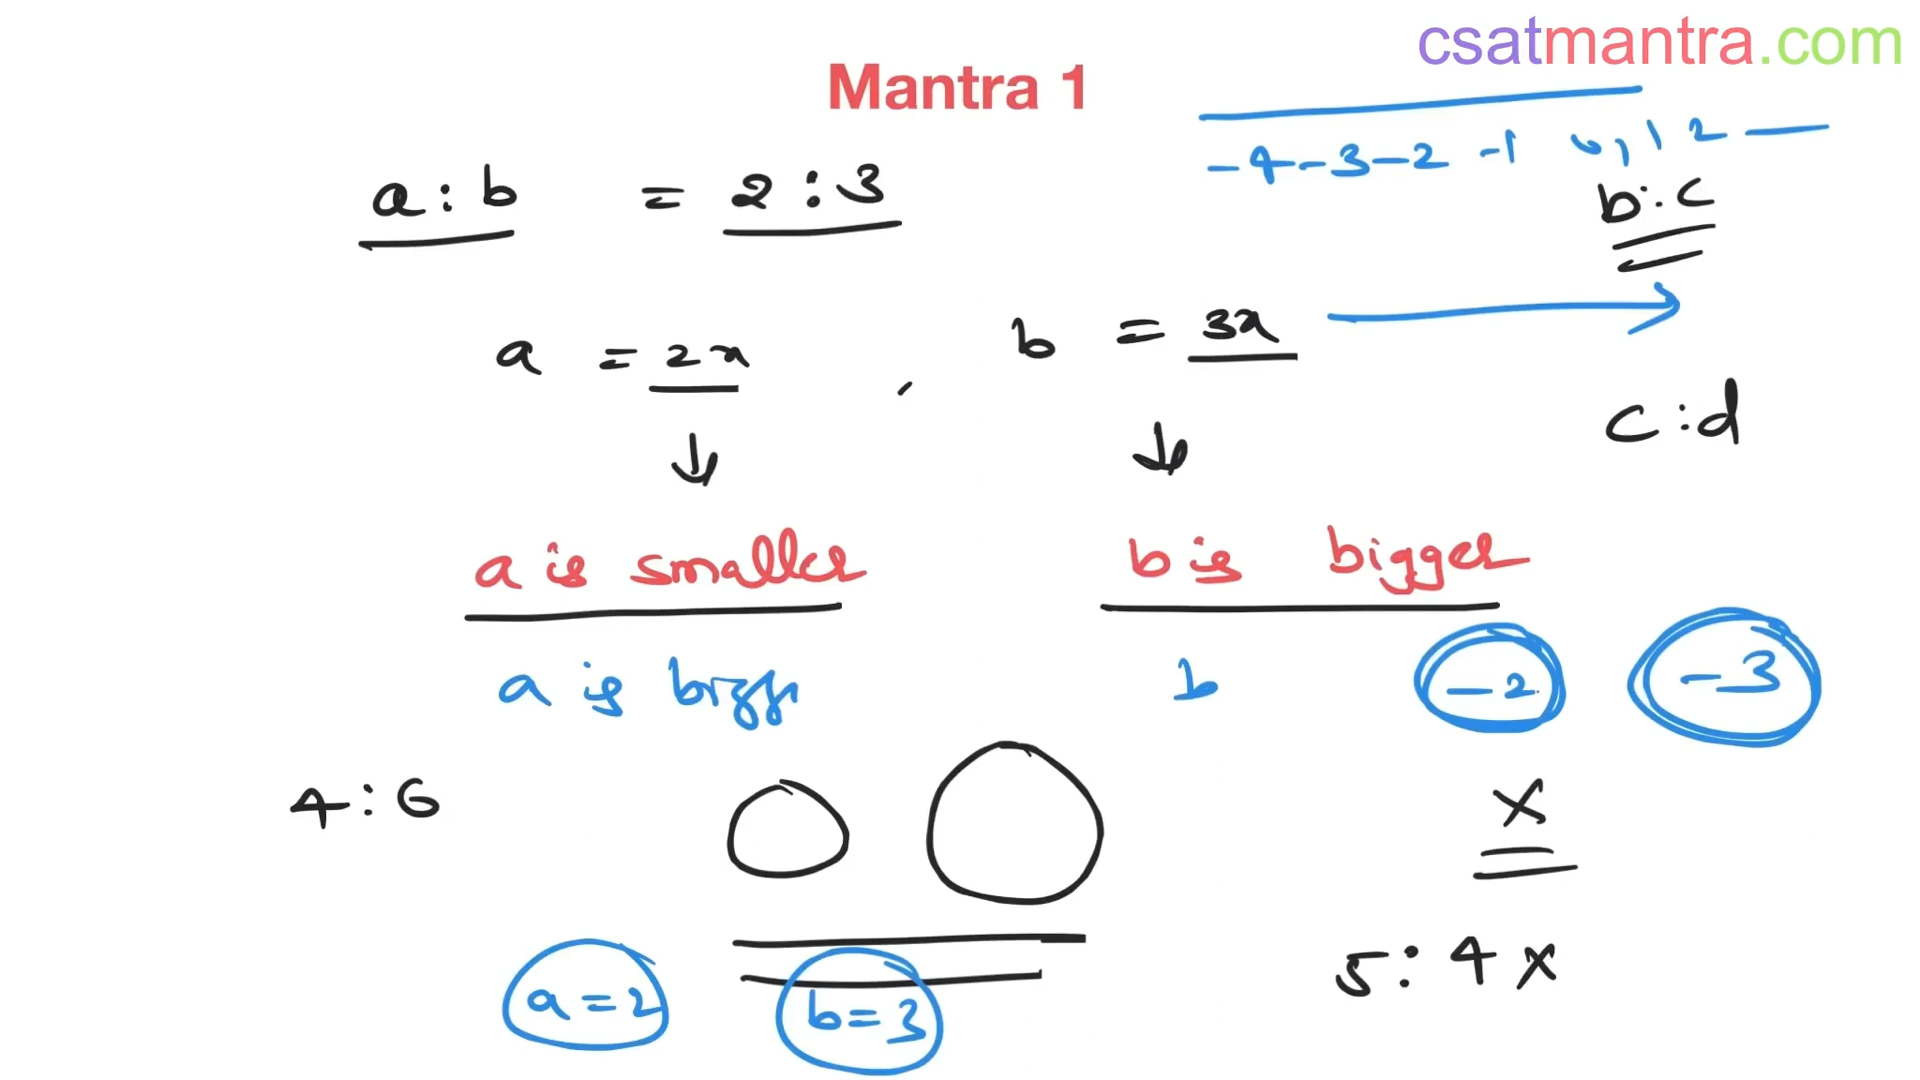 csatmantra.com
Mantra 1
-4 -3 -2 -1 0, 1 2 —
a : b = 2 : 3
b : c
a = 2x , b = 3x
c : d
a is smaller b is bigger
a is bigg b -2 -3
4 : 6
x
5 : 4 x
a = 2 b = 3